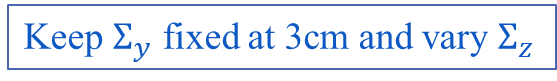 Keep Σ_y fixed at 3cm and vary Σ_z